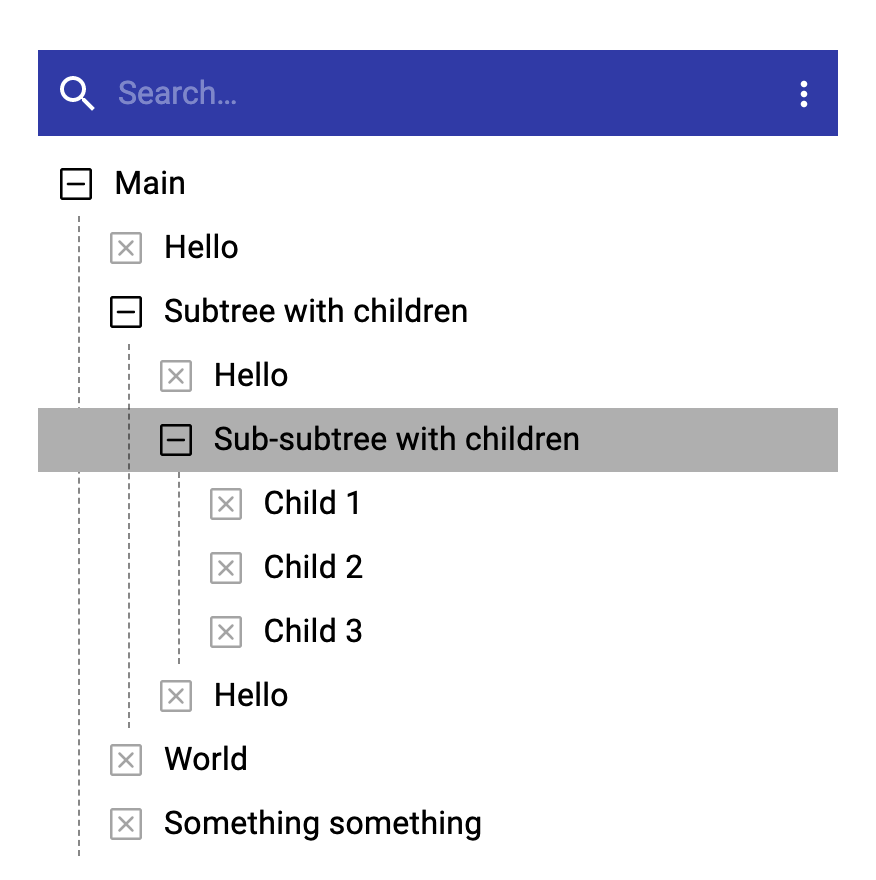 Search...
Main
Hello
Subtree with children
Hello
Sub-subtree with children
Child 1
Child 2
Child 3
Hello
World
Something something